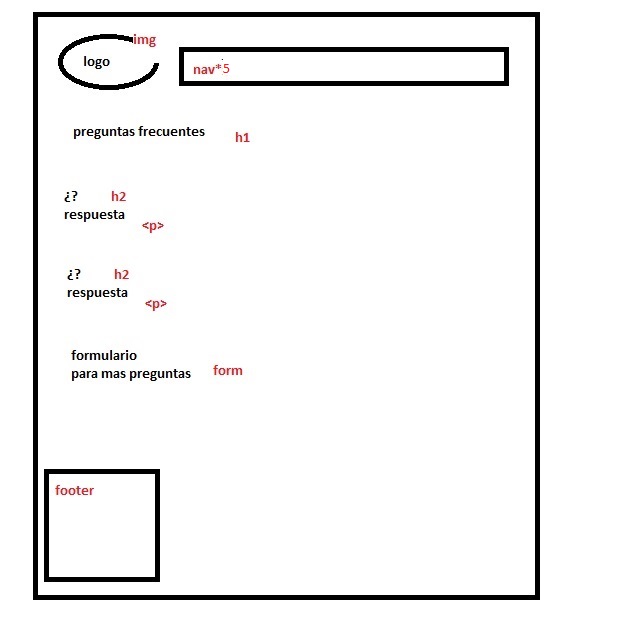 img
logo
nav*5
preguntas frecuentes
h1
¿? h2
respuesta
<p>
¿? h2
respuesta
<p>
formulario
para mas preguntas form
footer